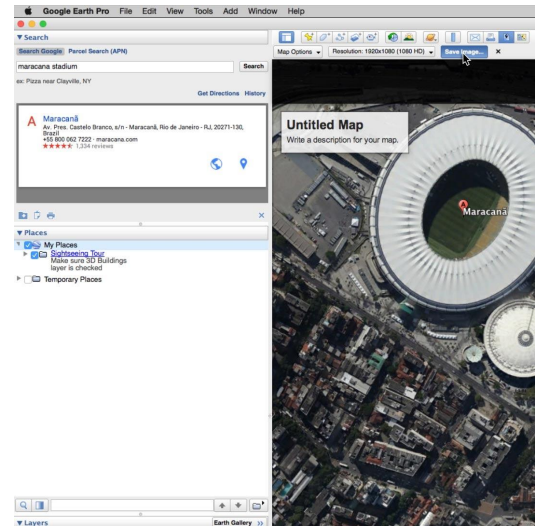 Google Earth Pro File Edit View Tools Add Window Help
▼ Search
Search Google Parcel Search (APN)
maracana stadium Search
ex: Pizza near Clayville, NY
Get Directions History
A Maracanã
Av. Pres. Castelo Branco, s/n - Maracanã, Rio de Janeiro - RJ, 20271-130,
Brazil
+55 800 062 7222 · maracana.com
1,334 reviews
▼ Places
My Places
Sightseeing Tour
Make sure 3D Buildings
layer is checked
Temporary Places
▼ Layers Earth Gallery >>
Map Options Resolution: 1920x1080 (1080 HD) Save Image...
Untitled Map
Write a description for your map.
A
Maracanã